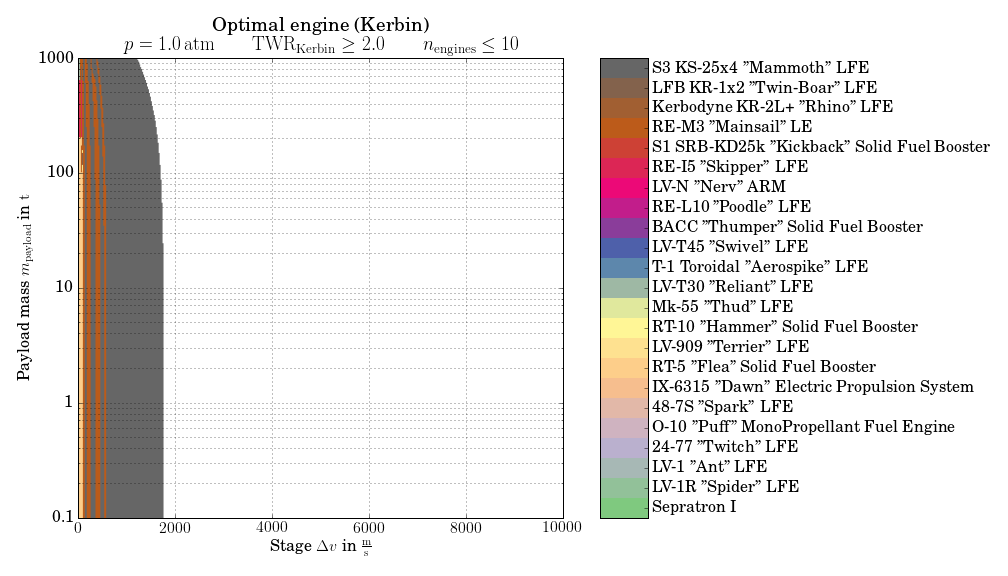 Optimal engine (Kerbin)
p = 1.0 atm TWR_Kerbin ≥ 2.0 n_engines ≤ 10
1000
100
10
1
0.1
Payload mass m_payload in t
0 2000 4000 6000 8000 10000
Stage Δv in m/s
S3 KS-25x4 ”Mammoth” LFE
LFB KR-1x2 ”Twin-Boar” LFE
Kerbodyne KR-2L+ ”Rhino” LFE
RE-M3 ”Mainsail” LE
S1 SRB-KD25k ”Kickback” Solid Fuel Booster
RE-I5 ”Skipper” LFE
LV-N ”Nerv” ARM
RE-L10 ”Poodle” LFE
BACC ”Thumper” Solid Fuel Booster
LV-T45 ”Swivel” LFE
T-1 Toroidal ”Aerospike” LFE
LV-T30 ”Reliant” LFE
Mk-55 ”Thud” LFE
RT-10 ”Hammer” Solid Fuel Booster
LV-909 ”Terrier” LFE
RT-5 ”Flea” Solid Fuel Booster
IX-6315 ”Dawn” Electric Propulsion System
48-7S ”Spark” LFE
O-10 ”Puff” MonoPropellant Fuel Engine
24-77 ”Twitch” LFE
LV-1 ”Ant” LFE
LV-1R ”Spider” LFE
Sepratron I